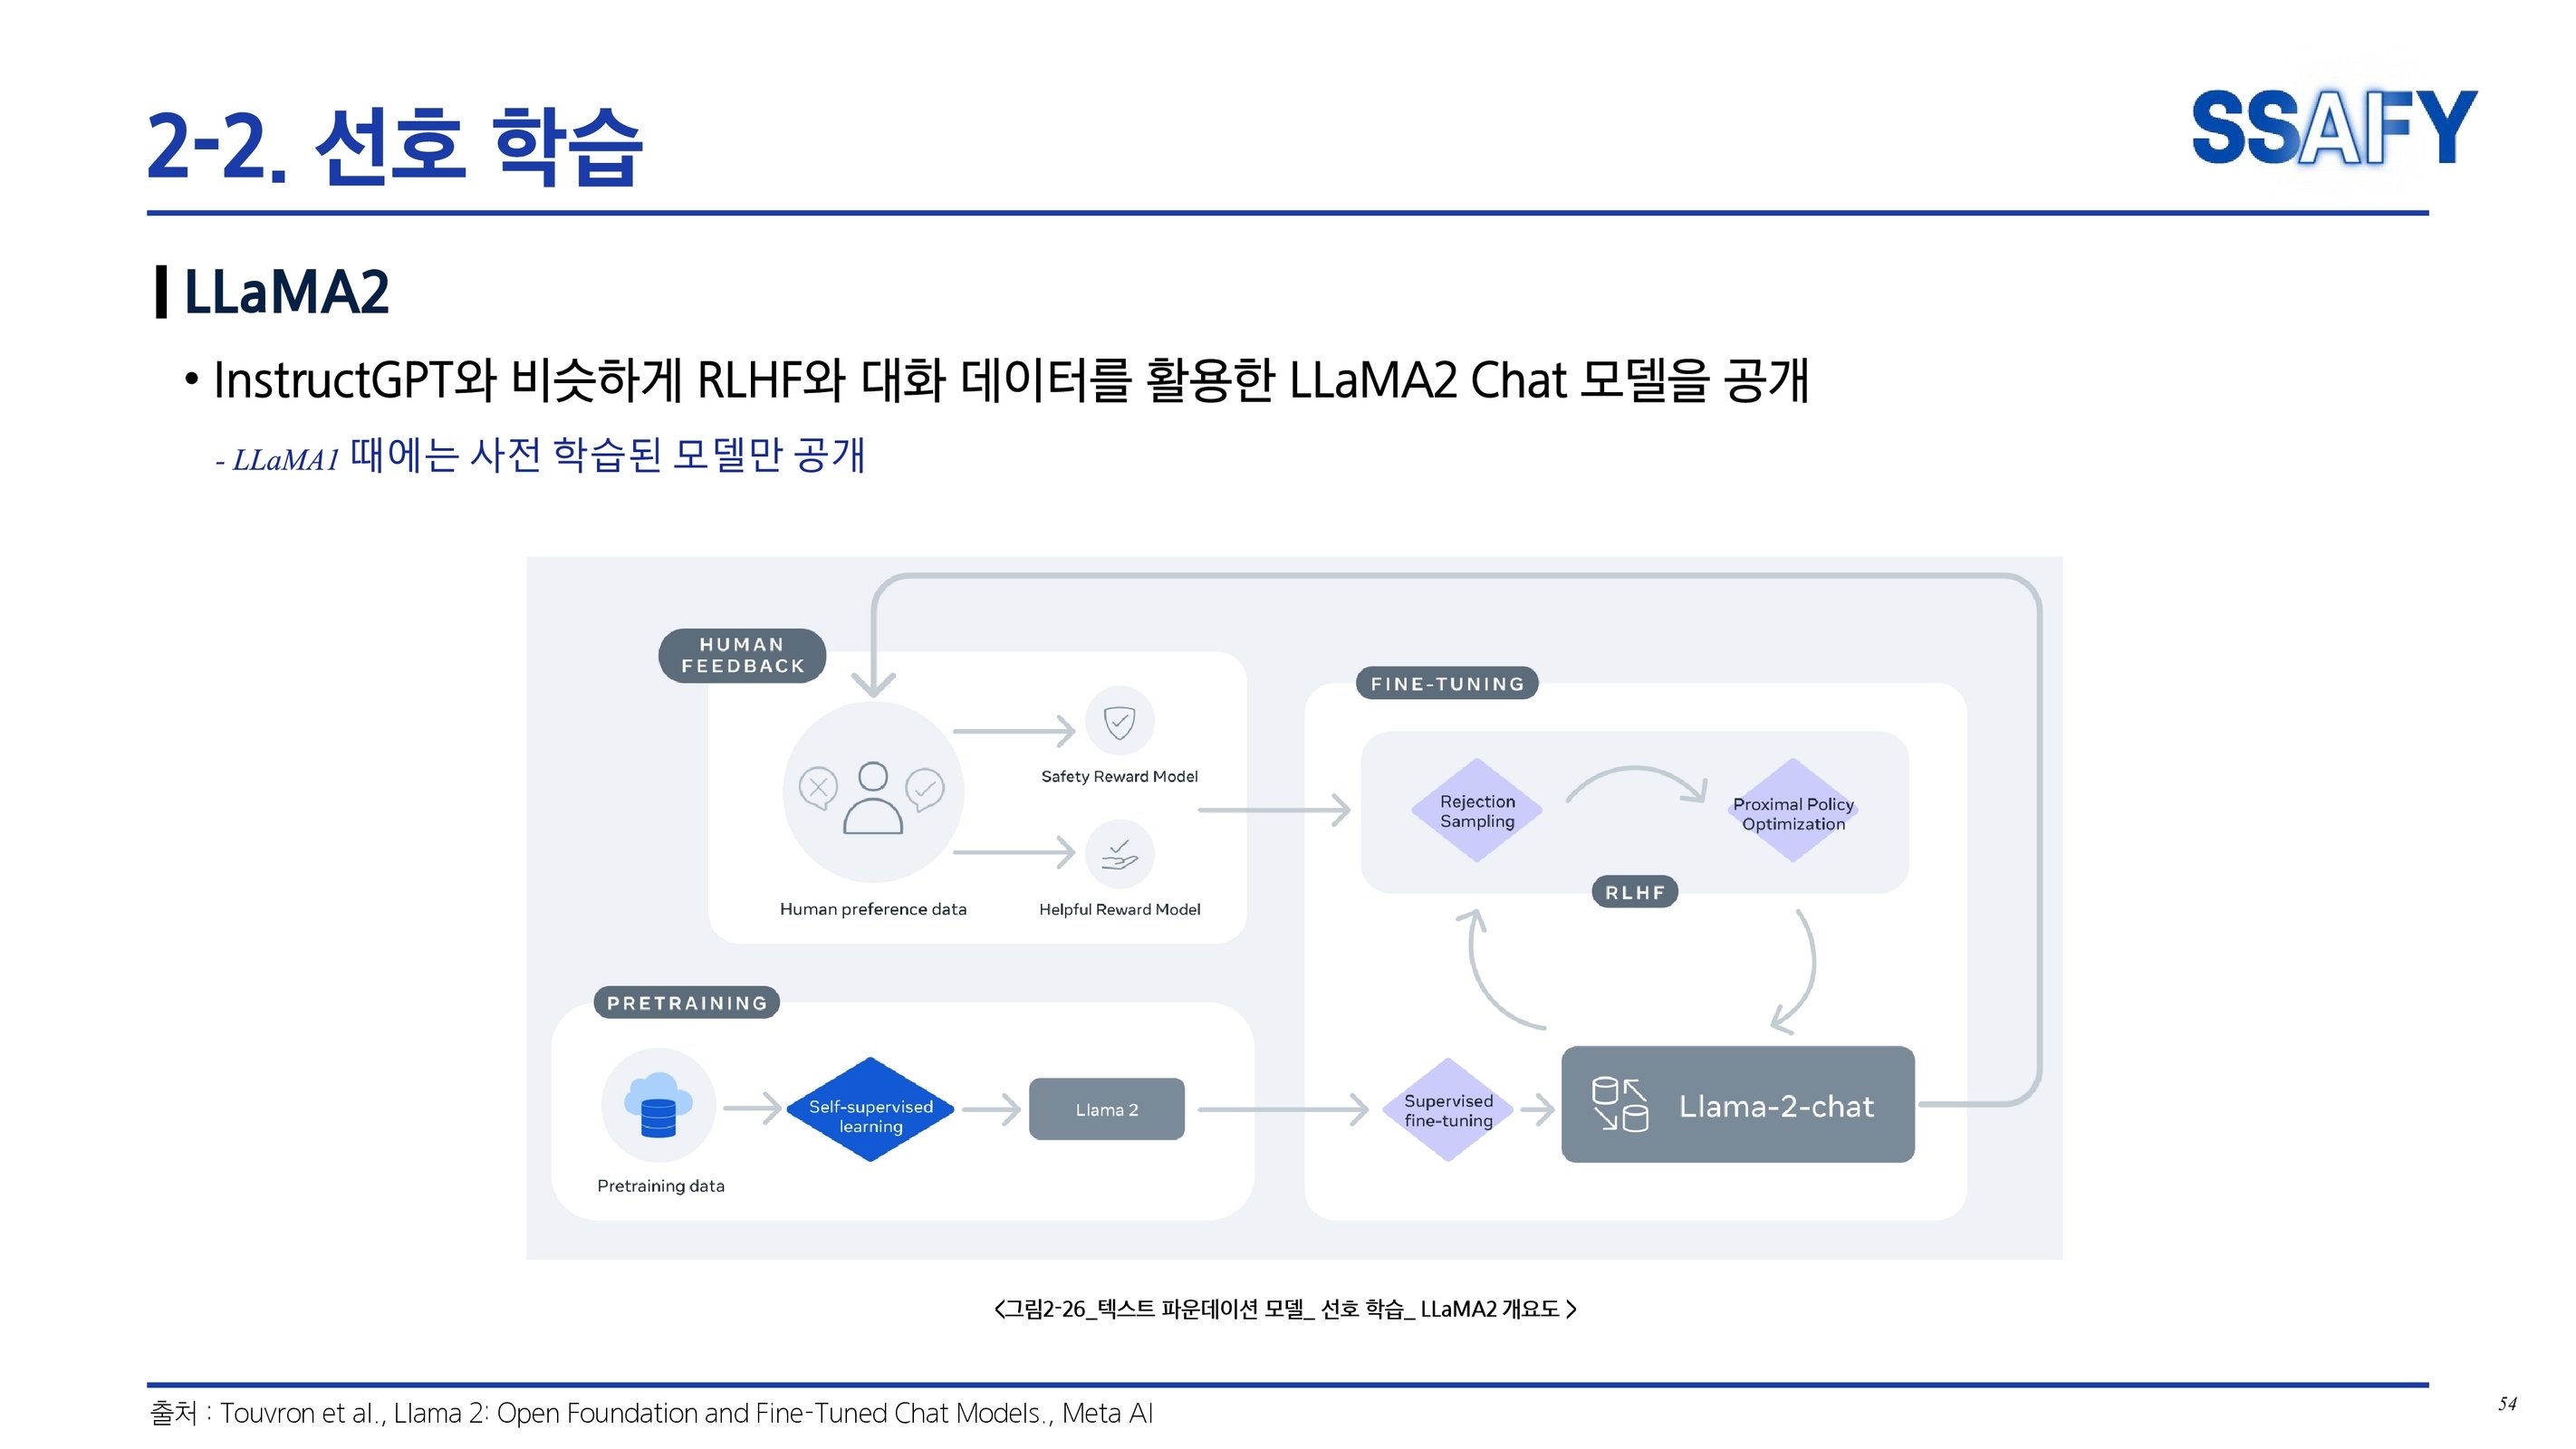 2-2. 선호 학습
SSAFY
LLaMA2
• InstructGPT와 비슷하게 RLHF와 대화 데이터를 활용한 LLaMA2 Chat 모델을 공개
- LLaMA1 때에는 사전 학습된 모델만 공개
HUMAN
FEEDBACK
Safety Reward Model
Human preference data
Helpful Reward Model
FINE-TUNING
Rejection
Sampling
Proximal Policy
Optimization
RLHF
PRETRAINING
Pretraining data
Self-supervised
learning
Llama 2
Supervised
fine-tuning
Llama-2-chat
<그림2-26_텍스트 파운데이션 모델_ 선호 학습_ LLaMA2 개요도 >
출처 : Touvron et al., Llama 2: Open Foundation and Fine-Tuned Chat Models., Meta AI
54